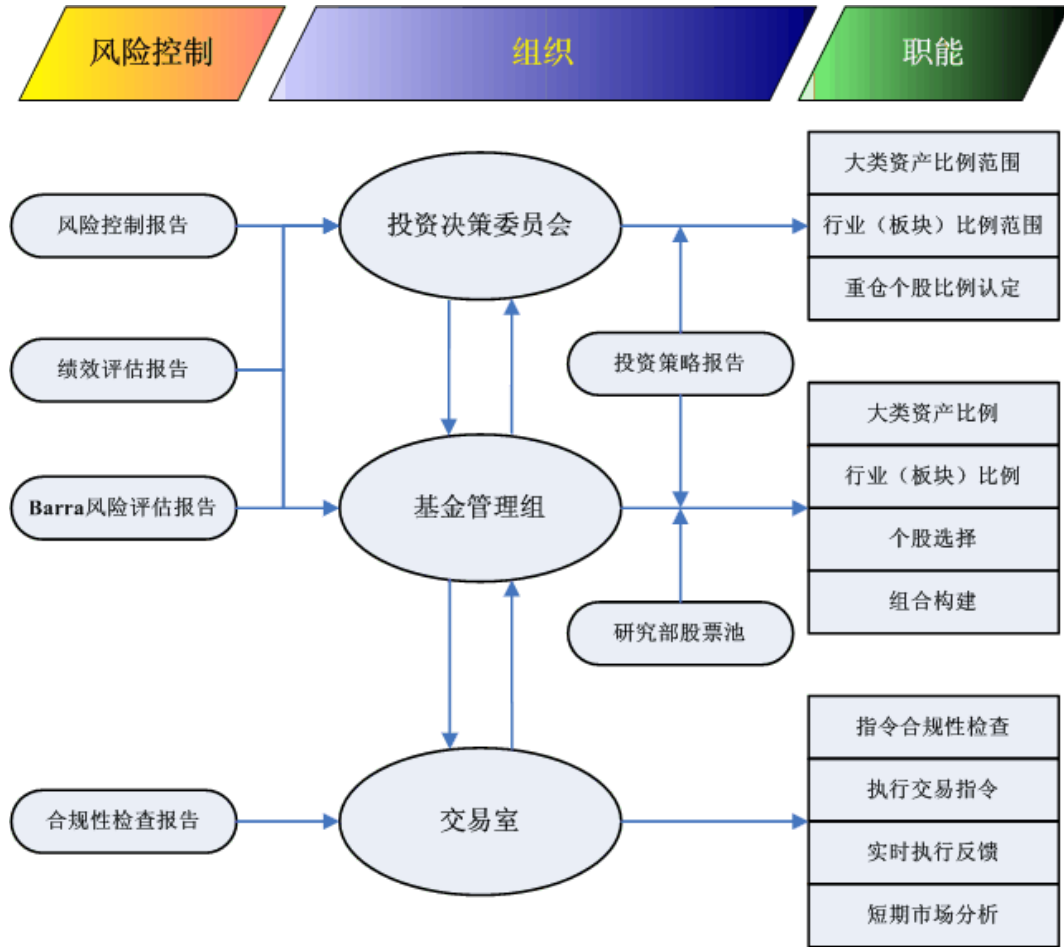 风险控制
组织
职能
风险控制报告
绩效评估报告
Barra风险评估报告
合规性检查报告
投资决策委员会
基金管理组
交易室
投资策略报告
研究部股票池
大类资产比例范围
行业（板块）比例范围
重仓个股比例认定
大类资产比例
行业（板块）比例
个股选择
组合构建
指令合规性检查
执行交易指令
实时执行反馈
短期市场分析